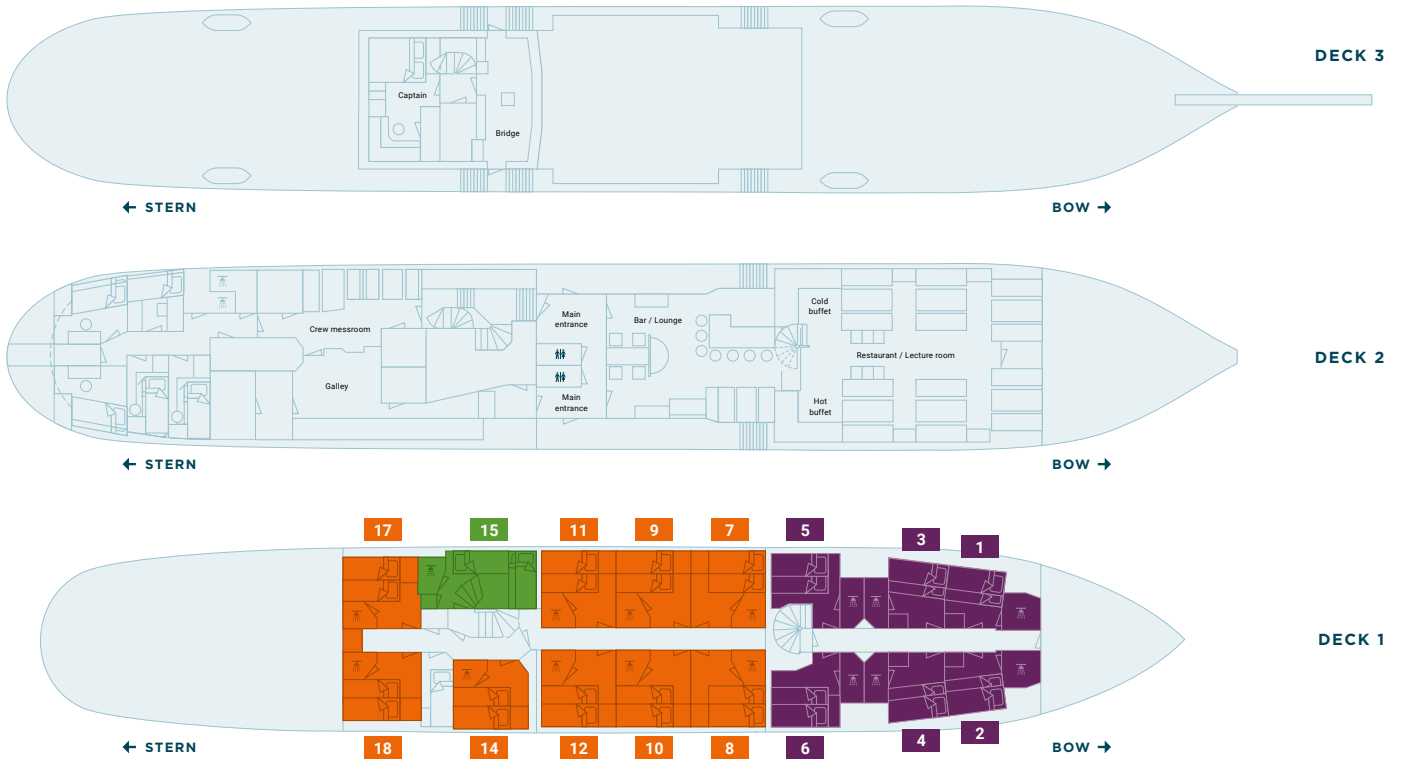 DECK 3
Captain
Bridge
STERN
BOW
DECK 2
Main
entrance
Bar / Lounge
Cold
buffet
Crew messroom
Restaurant / Lecture room
Galley
Main
entrance
Hot
buffet
STERN
BOW
DECK 1
17
15
11
9
7
5
3
1
18
14
12
10
8
6
4
2
STERN
BOW